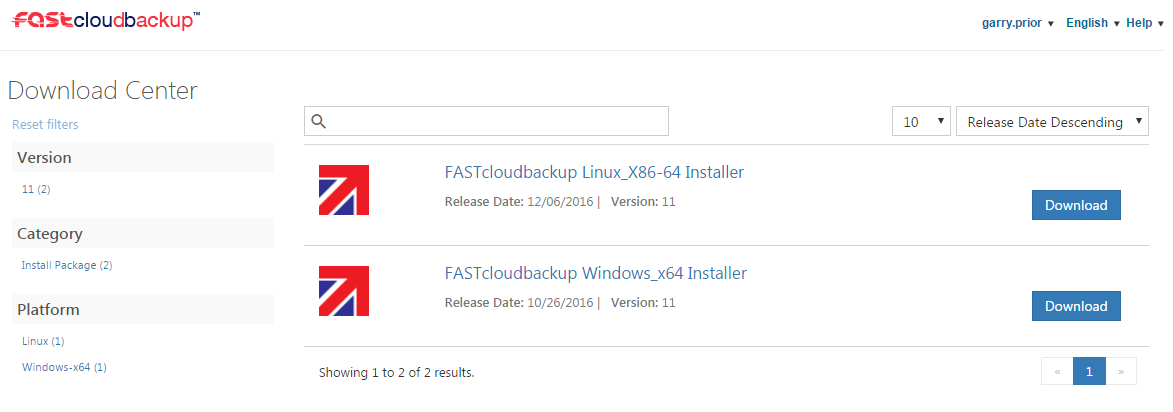 FASTcloudbackup™
garry.prior ▾ English ▾ Help ▾
Download Center
Reset filters
Version
11 (2)
Category
Install Package (2)
Platform
Linux (1)
Windows-x64 (1)
10 ▾ Release Date Descending ▾
FASTcloudbackup Linux_X86-64 Installer
Release Date: 12/06/2016 | Version: 11
Download
FASTcloudbackup Windows_x64 Installer
Release Date: 10/26/2016 | Version: 11
Download
Showing 1 to 2 of 2 results.
« 1 »